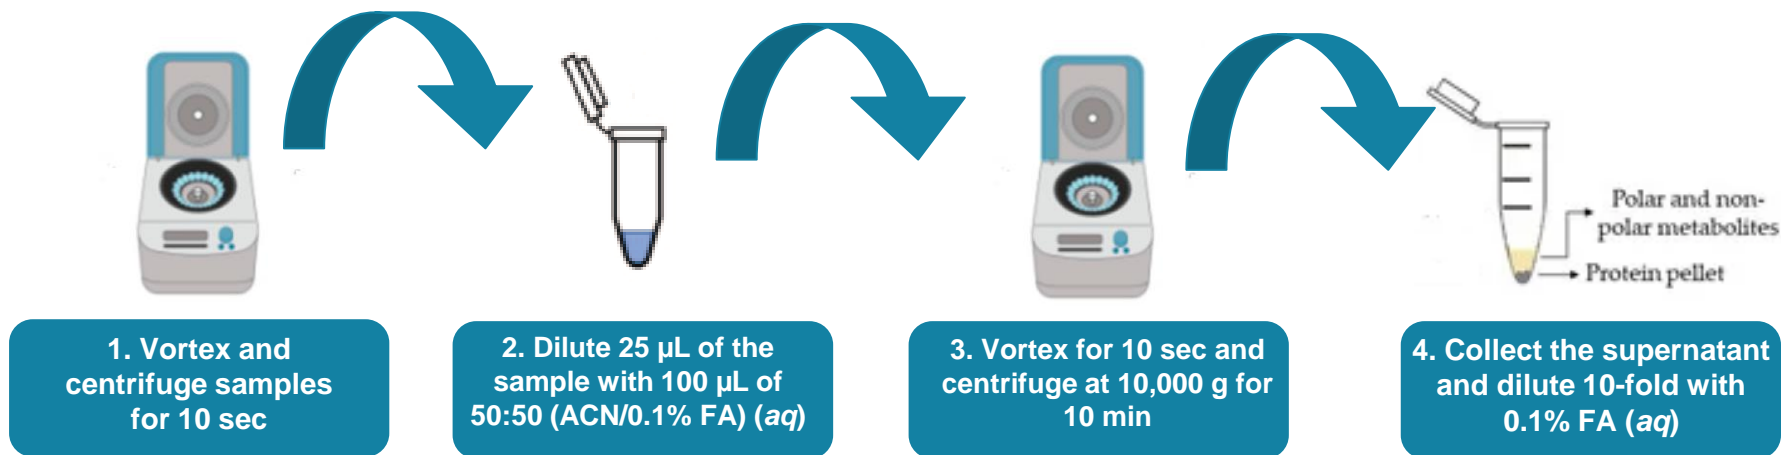 Polar and non-
polar metabolites
Protein pellet
1. Vortex and
centrifuge samples
for 10 sec
2. Dilute 25 µL of the
sample with 100 µL of
50:50 (ACN/0.1% FA) (aq)
3. Vortex for 10 sec and
centrifuge at 10,000 g for
10 min
4. Collect the supernatant
and dilute 10-fold with
0.1% FA (aq)